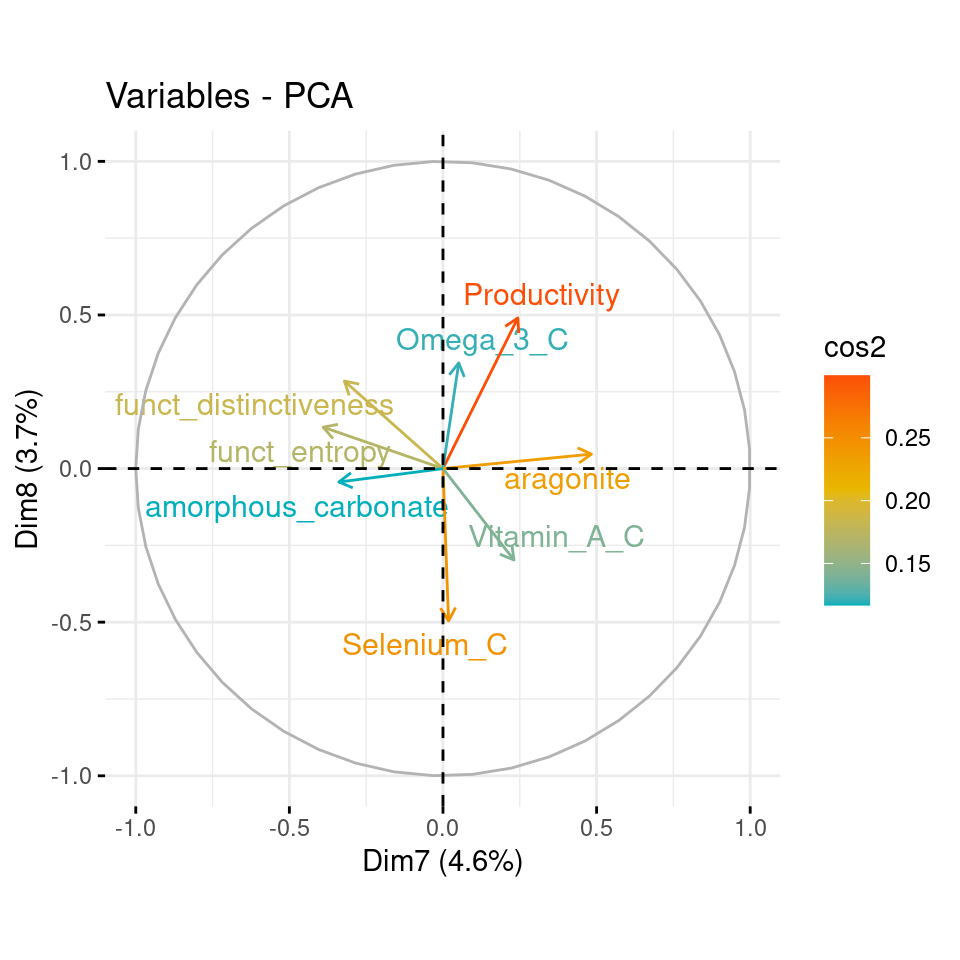 Variables - PCA
1.0
0.5
0.0
-0.5
-1.0
Dim8 (3.7%)
Productivity
Omega_3_C
funct_distinctiveness
funct_entropy
aragonite
amorphous_carbonate
Vitamin_A_C
Selenium_C
-1.0
-0.5
0.0
0.5
1.0
Dim7 (4.6%)
cos2
0.25
0.20
0.15